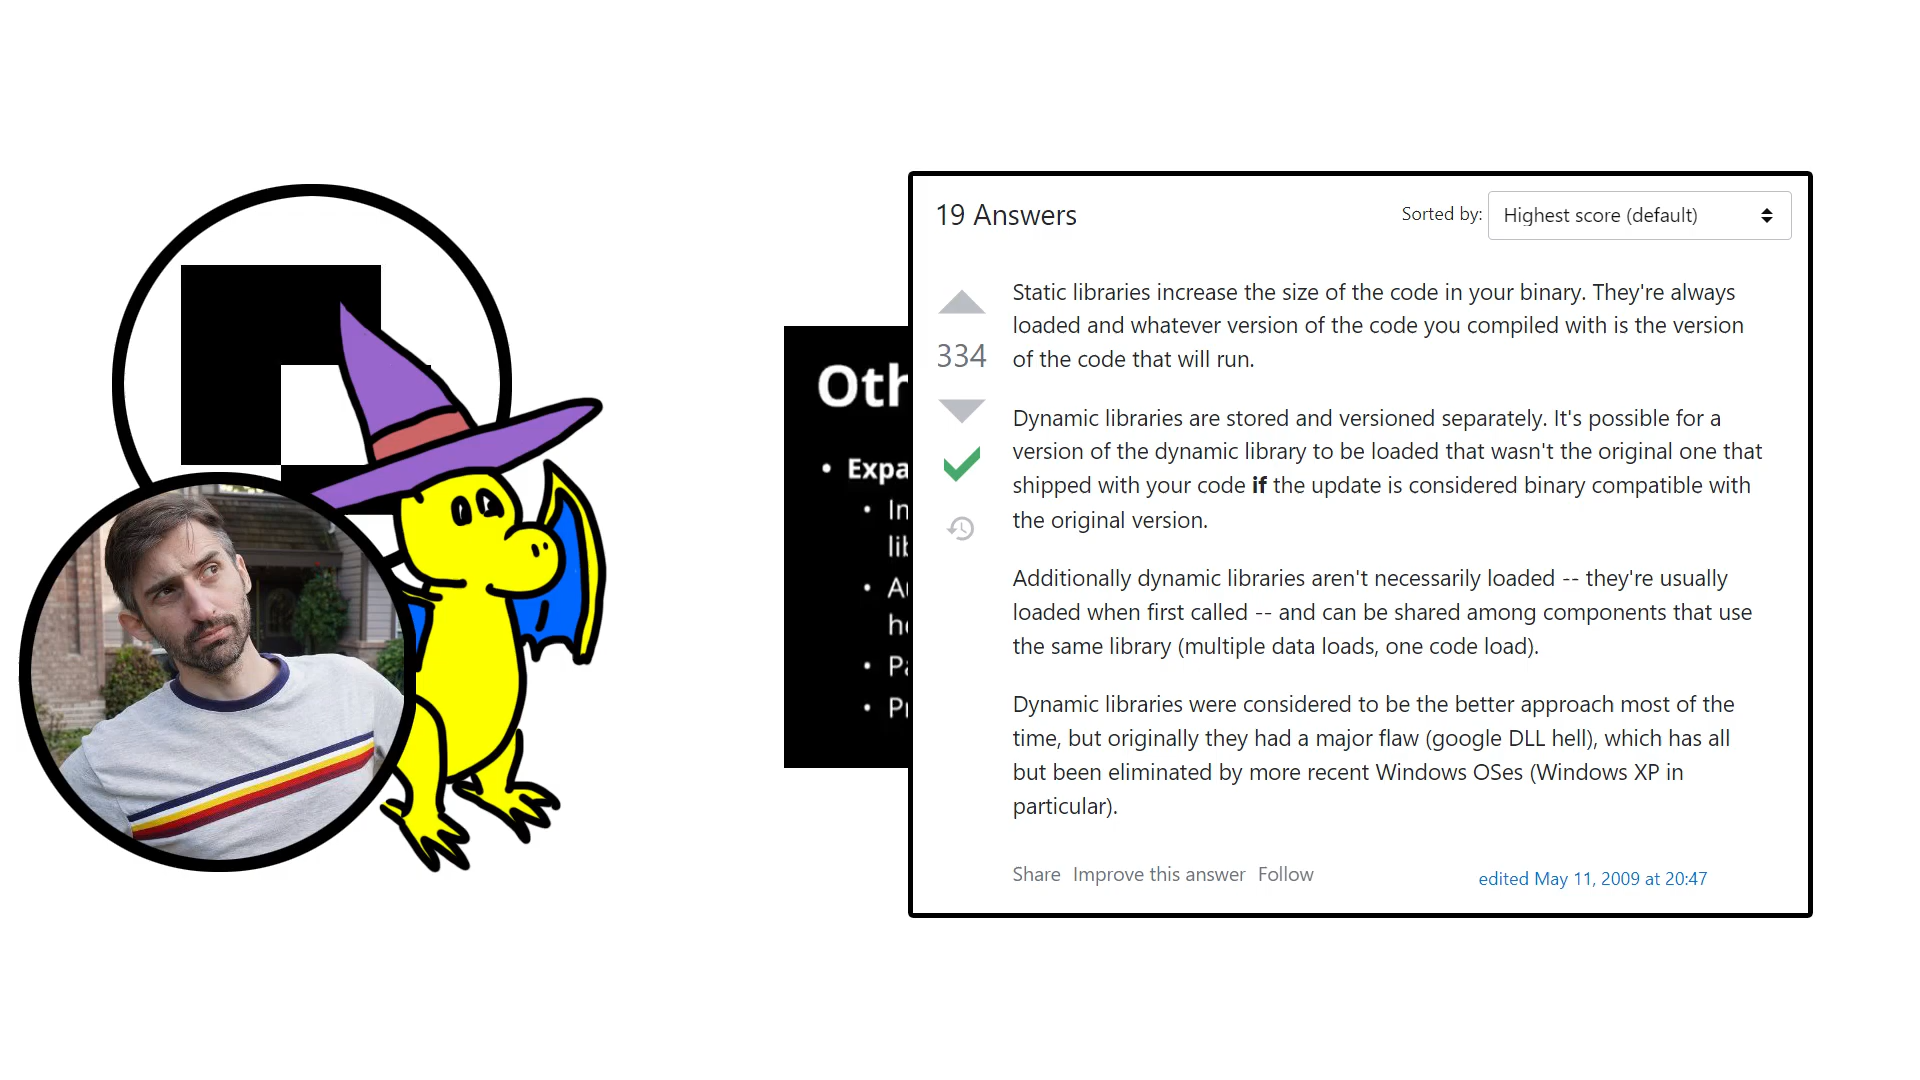 19 Answers
Sorted by:
Highest score (default)
334
Static libraries increase the size of the code in your binary. They're always
loaded and whatever version of the code you compiled with is the version
of the code that will run.
Dynamic libraries are stored and versioned separately. It's possible for a
version of the dynamic library to be loaded that wasn't the original one that
shipped with your code if the update is considered binary compatible with
the original version.
Additionally dynamic libraries aren't necessarily loaded -- they're usually
loaded when first called -- and can be shared among components that use
the same library (multiple data loads, one code load).
Dynamic libraries were considered to be the better approach most of the
time, but originally they had a major flaw (google DLL hell), which has all
but been eliminated by more recent Windows OSes (Windows XP in
particular).
Share Improve this answer Follow
edited May 11, 2009 at 20:47